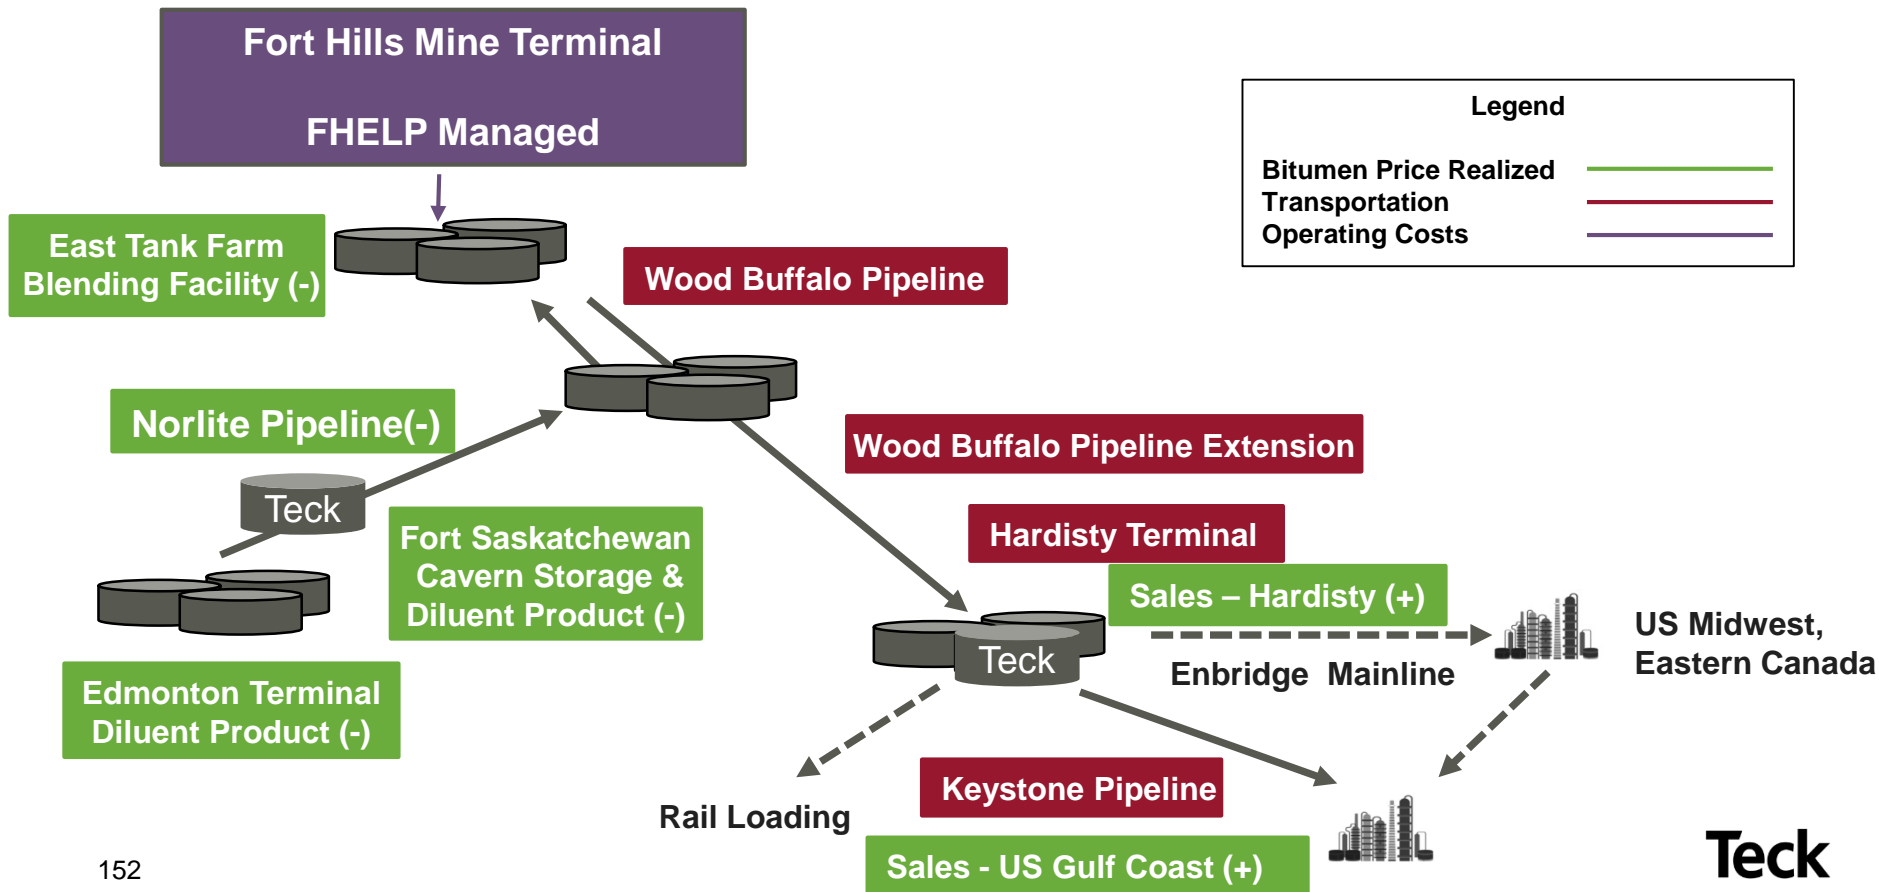 Fort Hills Mine Terminal
FHELP Managed
Legend
Bitumen Price Realized
Transportation
Operating Costs
East Tank Farm
Blending Facility (-)
Wood Buffalo Pipeline
Norlite Pipeline(-)
Wood Buffalo Pipeline Extension
Teck
Fort Saskatchewan
Cavern Storage &
Diluent Product (-)
Hardisty Terminal
Sales – Hardisty (+)
Teck
Enbridge Mainline
US Midwest,
Eastern Canada
Edmonton Terminal
Diluent Product (-)
Rail Loading
Keystone Pipeline
Sales - US Gulf Coast (+)
152
Teck